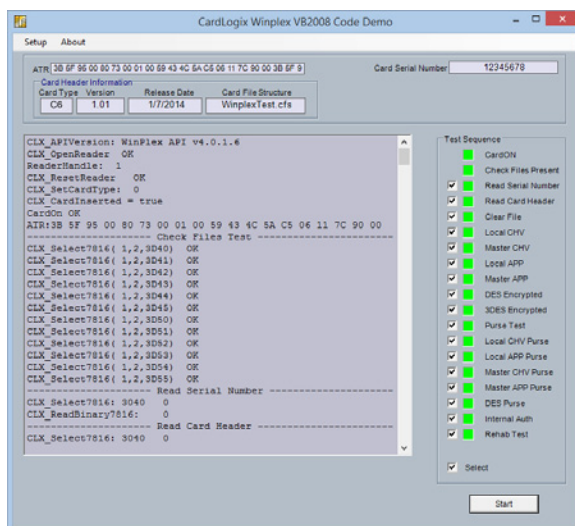 CardLogix Winplex VB2008 Code Demo
Setup About
ATR 3B 5F 95 00 80 73 00 01 00 59 43 4C 5A C5 06 11 7C 90 00 3B 5F 9
Card Serial Number 12345678
Card Header Information
Card Type Version Release Date Card File Structure
C6 1.01 1/7/2014 WinplexTest.cfs
CLX_APIVersion: WinPlex API v4.0.1.6
CLX_OpenReader OK
ReaderHandle: 1
CLX_ResetReader OK
CLX_SetCardType: 0
CLX_CardInserted = true
CardOn OK
ATR:3B 5F 95 00 80 73 00 01 00 59 43 4C 5A C5 06 11 7C 90 00
-------------------- Check Files Test ---------------------
CLX_Select7816( 1,2,3D40) OK
CLX_Select7816( 1,2,3D41) OK
CLX_Select7816( 1,2,3D42) OK
CLX_Select7816( 1,2,3D43) OK
CLX_Select7816( 1,2,3D44) OK
CLX_Select7816( 1,2,3D45) OK
CLX_Select7816( 1,2,3D50) OK
CLX_Select7816( 1,2,3D51) OK
CLX_Select7816( 1,2,3D52) OK
CLX_Select7816( 1,2,3D53) OK
CLX_Select7816( 1,2,3D54) OK
CLX_Select7816( 1,2,3D55) OK
-------------------- Read Serial Number -------------------
CLX_Select7816: 3040 0
CLX_ReadBinary7816: 0
-------------------- Read Card Header ---------------------
CLX_Select7816: 3040 0
Test Sequence
CardON
Check Files Present
Read Serial Number
Read Card Header
Clear File
Local CHV
Master CHV
Local APP
Master APP
DES Encrypted
3DES Encrypted
Purse Test
Local CHV Purse
Local APP Purse
Master CHV Purse
Master APP Purse
DES Purse
Internal Auth
Rehab Test
Select
Start